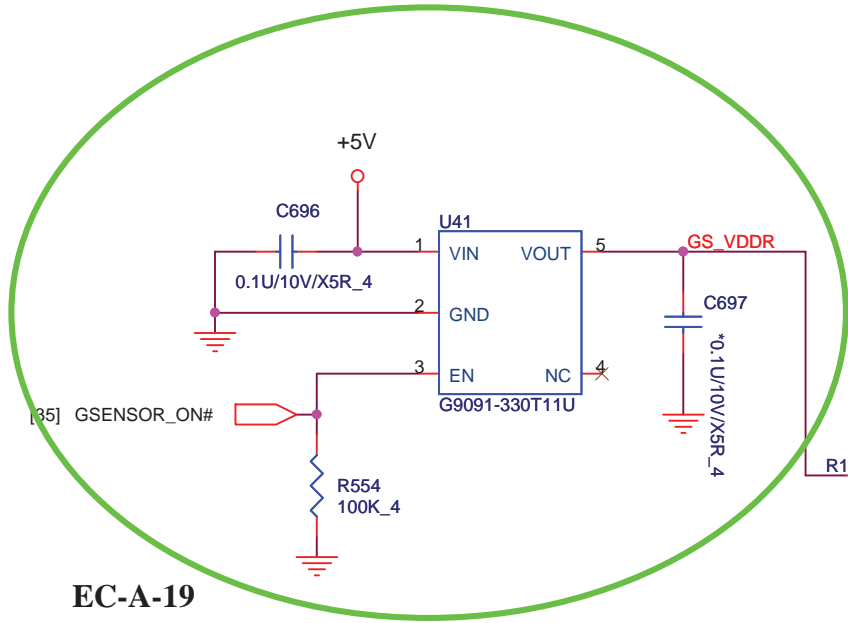 +5V
C696
0.1U/10V/X5R_4
U41
1
VIN
VOUT
5
GS_VDDR
2
GND
C697
*0.1U/10V/X5R_4
3
EN
NC
4
G9091-330T11U
[35] GSENSOR_ON#
R554
100K_4
R1
EC-A-19